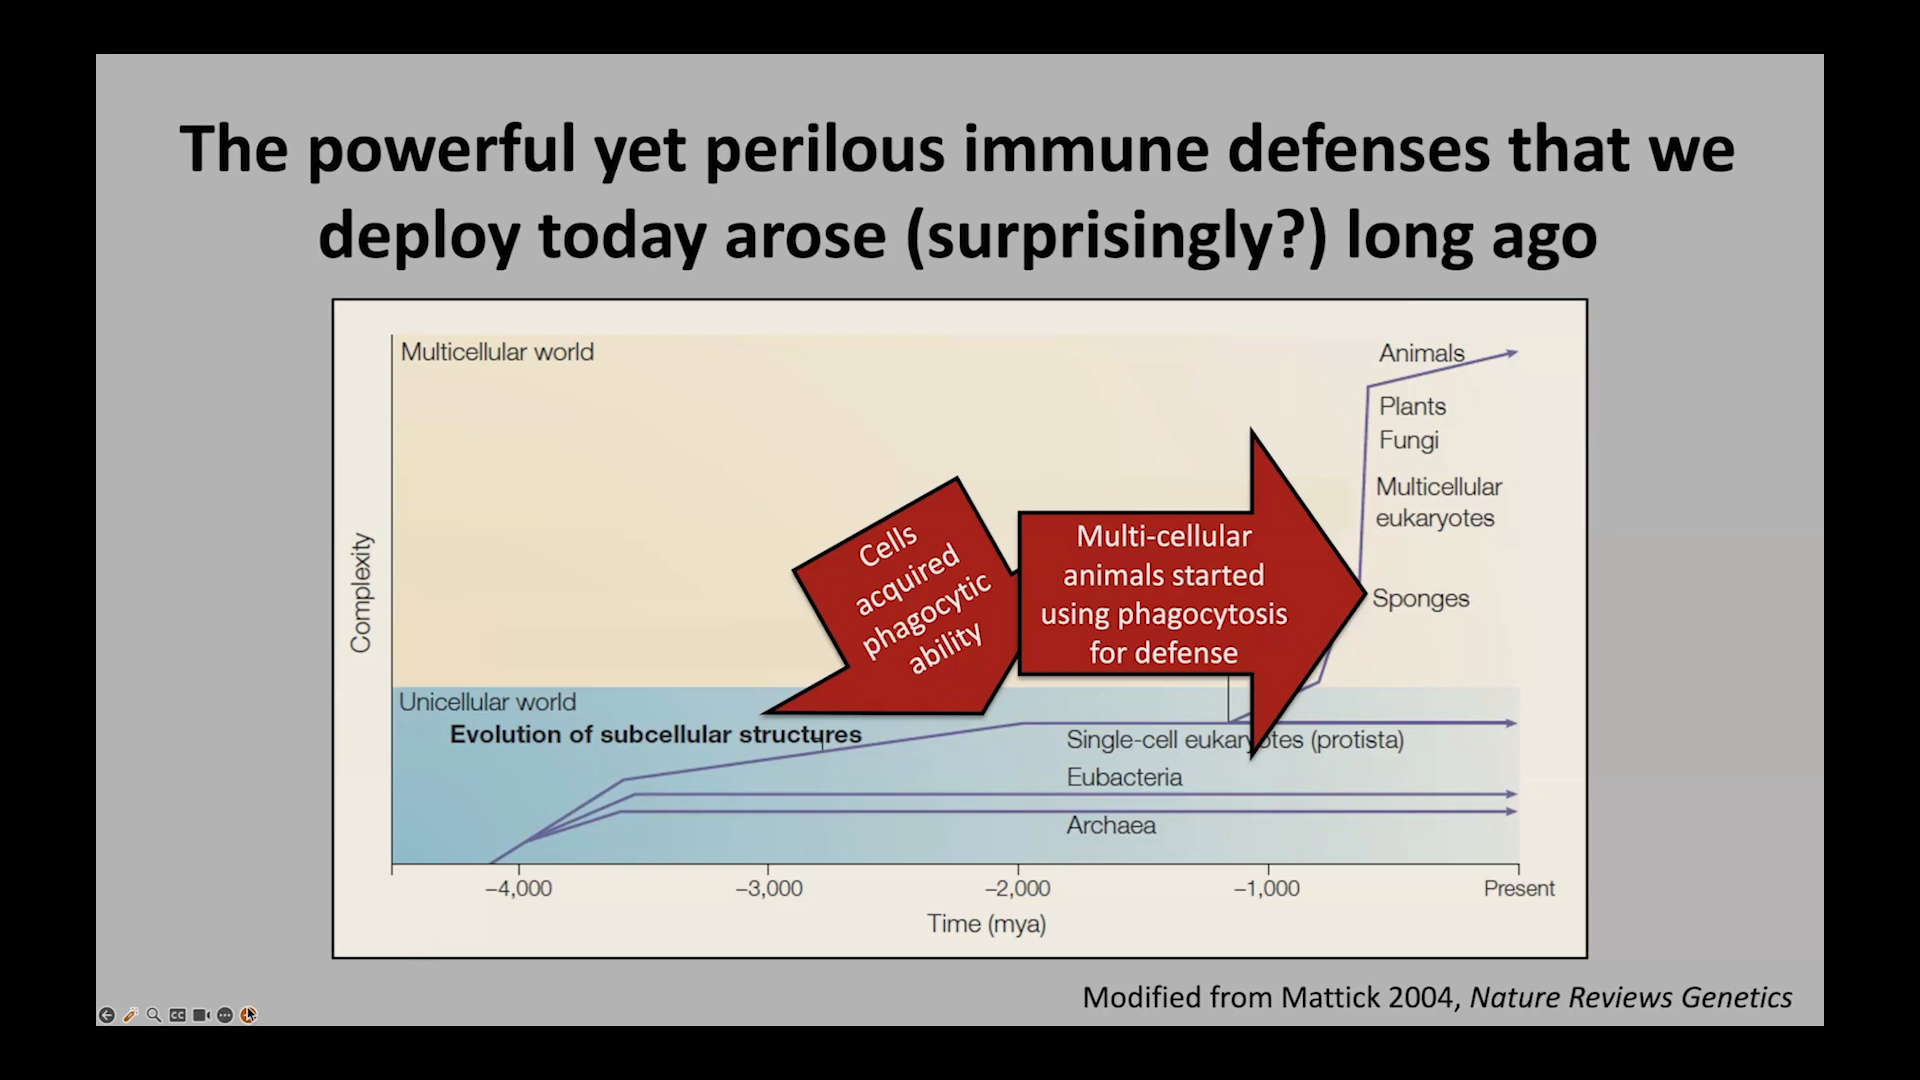 The powerful yet perilous immune defenses that we
deploy today arose (surprisingly?) long ago
Multicellular world
Animals
Plants
Fungi
Multicellular
eukaryotes
Sponges
Complexity
Cells
acquired
phagocytic
ability
Multi-cellular
animals started
using phagocytosis
for defense
Unicellular world
Evolution of subcellular structures
Single-cell eukaryotes (protista)
Eubacteria
Archaea
–4,000
–3,000
–2,000
–1,000
Present
Time (mya)
Modified from Mattick 2004, Nature Reviews Genetics
CC